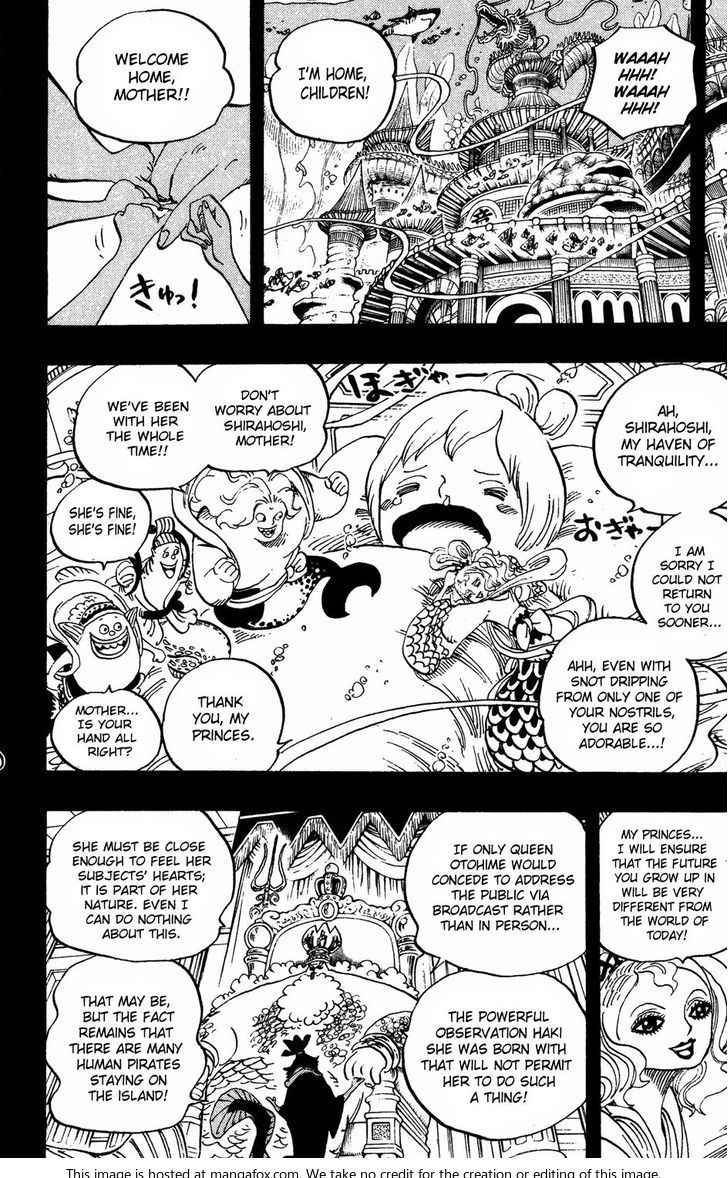 WAAAH
HHH!
WAAAH
HHH!
I'M HOME,
CHILDREN!
WELCOME
HOME,
MOTHER!!
きゅっ!
AH,
SHIRAHOSHI,
MY HAVEN OF
TRANQUILITY...
I AM
SORRY I
COULD NOT
RETURN
TO YOU
SOONER...
ほぎゃー
おぎゃー
AHH, EVEN WITH
SNOT DRIPPING
FROM ONLY ONE OF
YOUR NOSTRILS,
YOU ARE SO
ADORABLE...!
DON'T
WORRY ABOUT
SHIRAHOSHI,
MOTHER!
WE'VE BEEN
WITH HER
THE WHOLE
TIME!!
SHE'S FINE,
SHE'S FINE!
THANK
YOU, MY
PRINCES.
MOTHER...
IS YOUR
HAND ALL
RIGHT?
MY PRINCES...
I WILL ENSURE
THAT THE FUTURE
YOU GROW UP IN
WILL BE VERY
DIFFERENT FROM
THE WORLD OF
TODAY!
IF ONLY QUEEN
OTOHIME WOULD
CONCEDE TO ADDRESS
THE PUBLIC VIA
BROADCAST RATHER
THAN IN PERSON...
THE POWERFUL
OBSERVATION HAKI
SHE WAS BORN WITH
THAT WILL NOT PERMIT
HER TO DO SUCH
A THING!
SHE MUST BE CLOSE
ENOUGH TO FEEL HER
SUBJECTS' HEARTS;
IT IS PART OF HER
NATURE. EVEN I
CAN DO NOTHING
ABOUT THIS.
THAT MAY BE,
BUT THE FACT
REMAINS THAT
THERE ARE MANY
HUMAN PIRATES
STAYING ON
THE ISLAND!
This image is hosted at mangafox.com. We take no credit for the creation or editing of this image.